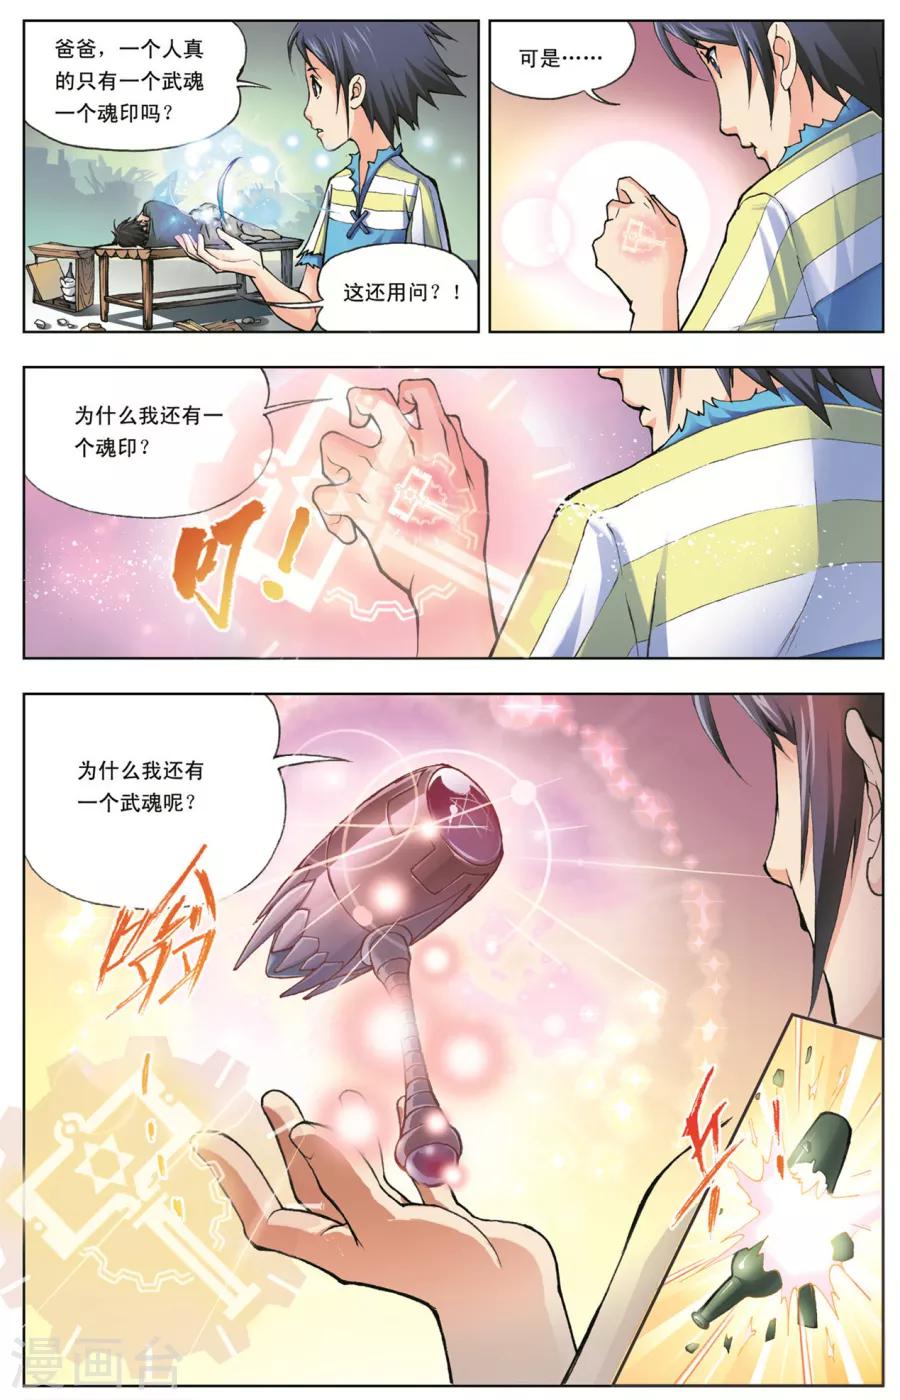 爸爸，一个人真
的只有一个武魂
一个魂印吗？
这还用问？！
可是……
为什么我还有一
个魂印？
叮！
为什么我还有
一个武魂呢？
嗡
漫画台